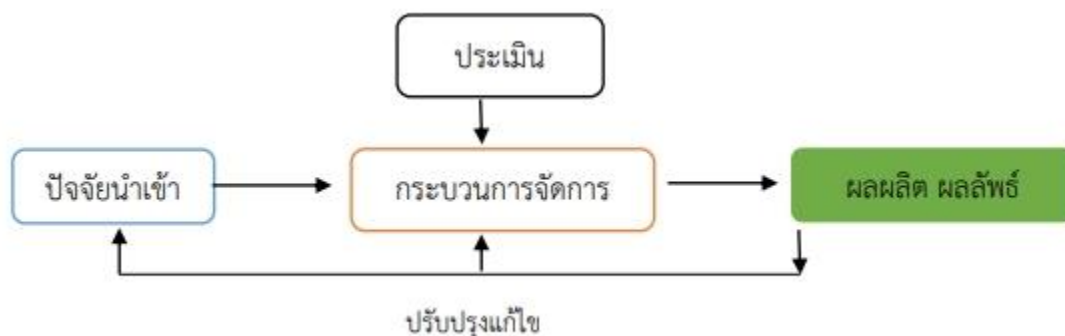 ประเมิน
ปัจจัยนำเข้า
กระบวนการจัดการ
ผลผลิต ผลลัพธ์
ปรับปรุงแก้ไข